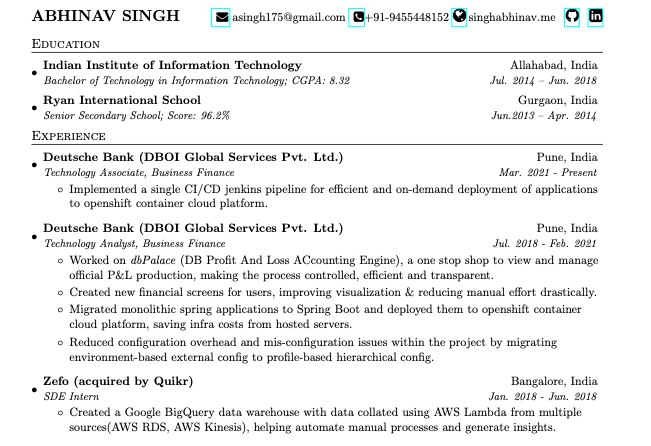 ABHINAV SINGH asingh175@gmail.com +91-9455448152 singhabhinav.me
EDUCATION
Indian Institute of Information Technology Allahabad, India
Bachelor of Technology in Information Technology; CGPA: 8.32 Jul. 2014 – Jun. 2018
Ryan International School Gurgaon, India
Senior Secondary School; Score: 96.2% Jun.2013 – Apr. 2014
EXPERIENCE
Deutsche Bank (DBOI Global Services Pvt. Ltd.) Pune, India
Technology Associate, Business Finance Mar. 2021 - Present
Implemented a single CI/CD jenkins pipeline for efficient and on-demand deployment of applications
to openshift container cloud platform.
Deutsche Bank (DBOI Global Services Pvt. Ltd.) Pune, India
Technology Analyst, Business Finance Jul. 2018 - Feb. 2021
Worked on dbPalace (DB Profit And Loss ACcounting Engine), a one stop shop to view and manage
official P&L production, making the process controlled, efficient and transparent.
Created new financial screens for users, improving visualization & reducing manual effort drastically.
Migrated monolithic spring applications to Spring Boot and deployed them to openshift container
cloud platform, saving infra costs from hosted servers.
Reduced configuration overhead and mis-configuration issues within the project by migrating
environment-based external config to profile-based hierarchical config.
Zefo (acquired by Quikr) Bangalore, India
SDE Intern Jan. 2018 - Jun. 2018
Created a Google BigQuery data warehouse with data collated using AWS Lambda from multiple
sources(AWS RDS, AWS Kinesis), helping automate manual processes and generate insights.